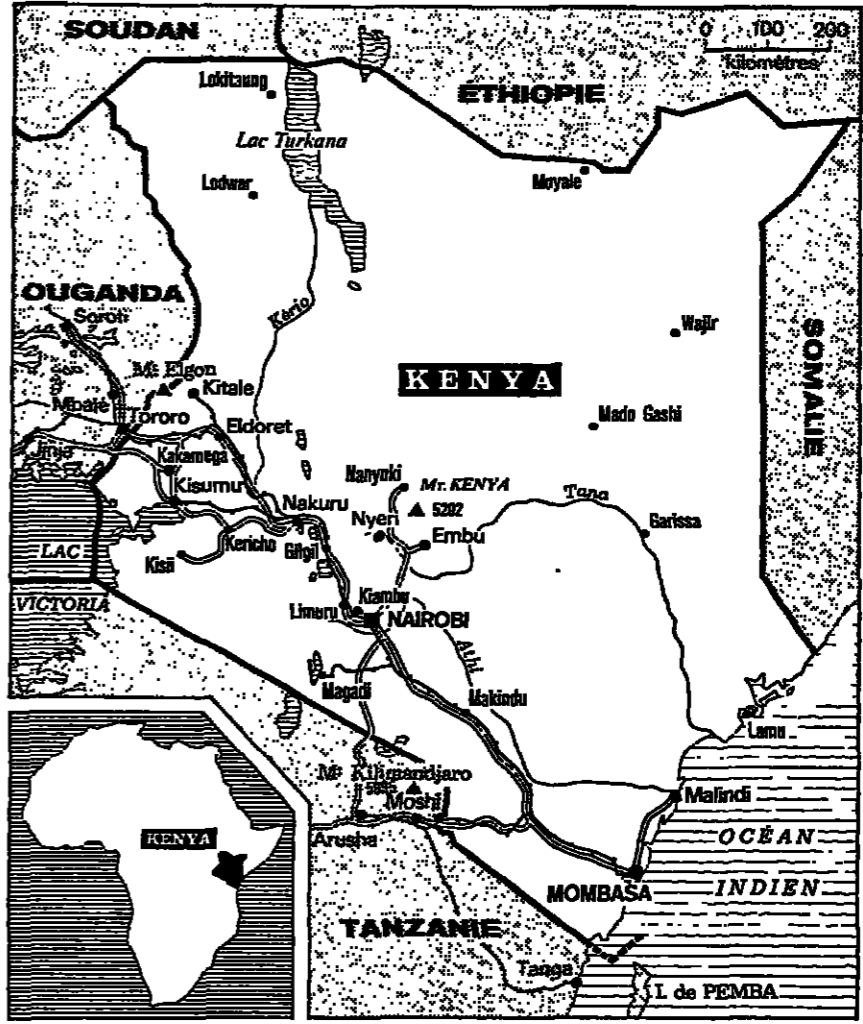 SOUDAN
0 100 200
kilomètres
ETHIOPIE
Lokitaung
Lac Turkana
Lodwar
Moyale
OUGANDA
Soroti
Kerio
Wajir
SOMALIE
Mt Elgon
Kitale
KENYA
Mbale
Tororo
Eldoret
Mado Gashi
Jinja
Kakamega
Kisumu
Nanyuki
Mt. KENYA
5202
Tana
Nakuru
Nyeri
Garissa
Embu
LAC
Kisii
Kericho
Gilgil
VICTORIA
Limuru
Kiambu
NAIROBI
Athi
Magadi
Makindu
Lamu
Mt Kilimandjaro
5895
Moshi
Malindi
KENYA
Arusha
OCÉAN
MOMBASA
INDIEN
TANZANIE
Tanga
I. de PEMBA